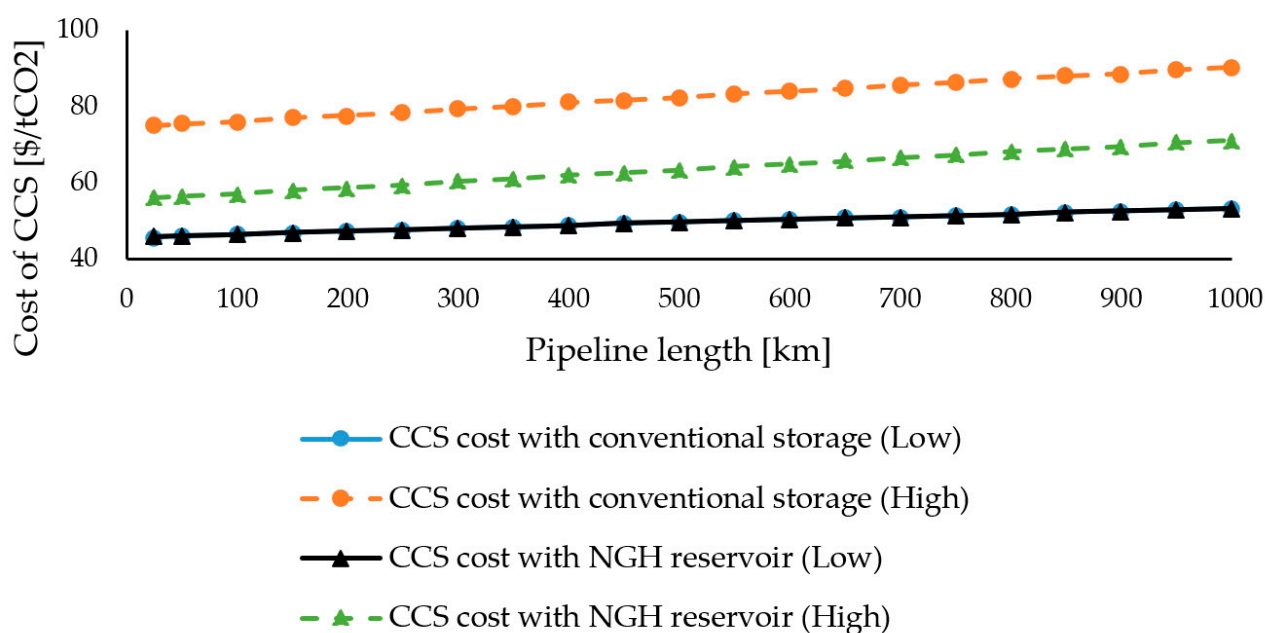 Cost of CCS [$/tCO2]
100
80
60
40
0 100 200 300 400 500 600 700 800 900 1000
Pipeline length [km]
CCS cost with conventional storage (Low)
CCS cost with conventional storage (High)
CCS cost with NGH reservoir (Low)
CCS cost with NGH reservoir (High)